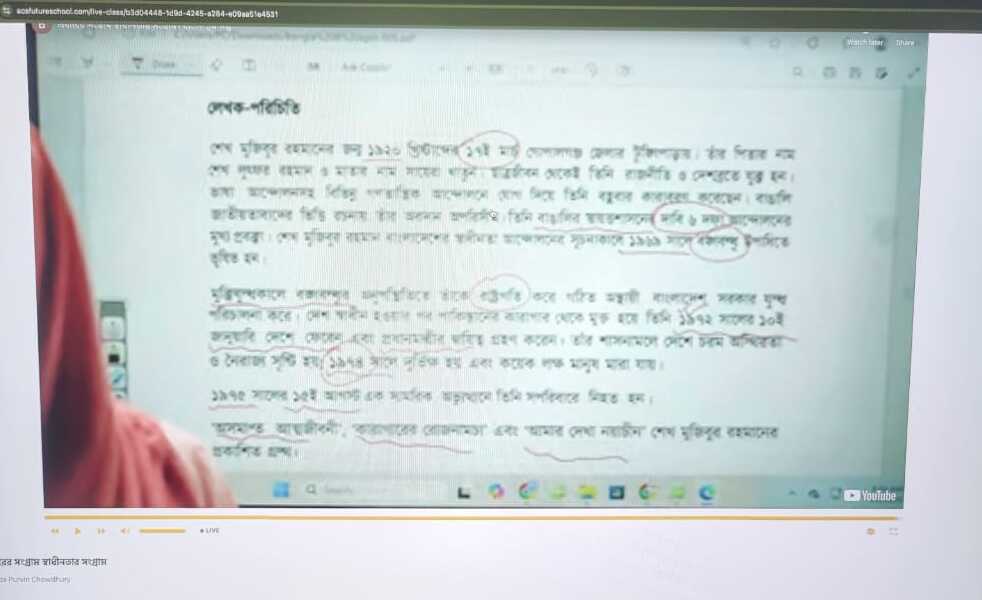 sosfutureschool.com/live-class/b3d04448-1d9d-4245-a284-e09aa51e4531
Watch later Share
Draw Ask Copilot
লেখক-পরিচিতি
শেখ মুজিবুর রহমানের জন্ম ১৯২০ খ্রিষ্টাব্দের ১৭ই মার্চ গোপালগঞ্জ জেলার টুঙ্গিপাড়ায়। তাঁর পিতার নাম
শেখ লুৎফর রহমান ও মাতার নাম সায়েরা খাতুন। ছাত্রজীবন থেকেই তিনি রাজনীতি ও দেশব্রতে যুক্ত হন।
ভাষা আন্দোলনসহ বিভিন্ন গণতান্ত্রিক আন্দোলনে যোগ দিয়ে তিনি বহুবার কারাবরণ করেছেন। বাঙালি
জাতীয়তাবাদের ভিত্তি রচনায় তাঁর অবদান অপরিসীম। তিনি বাঙালির স্বায়ত্তশাসনের দাবি ৬ দফা আন্দোলনের
মুখ্য প্রবক্তা। শেখ মুজিবুর রহমান বাংলাদেশের স্বাধীনতা আন্দোলনের সূচনাকালে ১৯৬৯ সালে বঙ্গবন্ধু উপাধিতে
ভূষিত হন।
মুক্তিযুদ্ধকালে বঙ্গবন্ধুর অনুপস্থিতিতে তাঁকে রাষ্ট্রপতি করে গঠিত অস্থায়ী বাংলাদেশ সরকার যুদ্ধ
পরিচালনা করে। দেশ স্বাধীন হওয়ার পর পাকিস্তানের কারাগার থেকে মুক্ত হয়ে তিনি ১৯৭২ সালের ১০ই
জানুয়ারি দেশে ফেরেন এবং প্রধানমন্ত্রীর দায়িত্ব গ্রহণ করেন। তাঁর শাসনামলে দেশে চরম অস্থিরতা
ও নৈরাজ্য সৃষ্টি হয়। ১৯৭৪ সালে দুর্ভিক্ষ হয় এবং কয়েক লক্ষ মানুষ মারা যায়।
১৯৭৫ সালের ১৫ই আগস্ট এক সামরিক অভ্যুত্থানে তিনি সপরিবারে নিহত হন।
'অসমাপ্ত আত্মজীবনী', 'কারাগারের রোজনামচা' এবং 'আমার দেখা নয়াচীন' শেখ মুজিবুর রহমানের
প্রকাশিত গ্রন্থ।
Search
YouTube
LIVE
সংগ্রাম স্বাধীনতার সংগ্রাম
Purvin Chowdhury